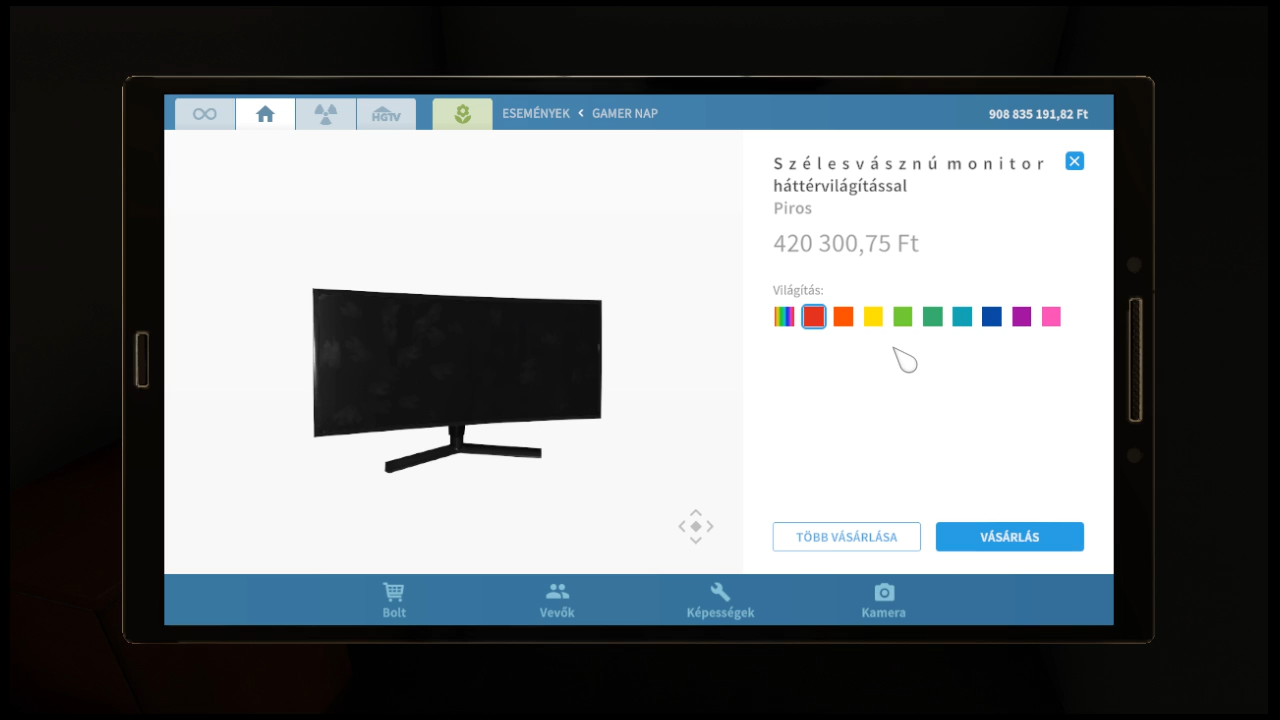 HGTV
ESEMÉNYEK < GAMER NAP
908 835 191,82 Ft
Szélesvásznú monitor
háttérvilágítással
Piros
420 300,75 Ft
Világítás:
TÖBB VÁSÁRLÁSA
VÁSÁRLÁS
Bolt
Vevők
Képességek
Kamera